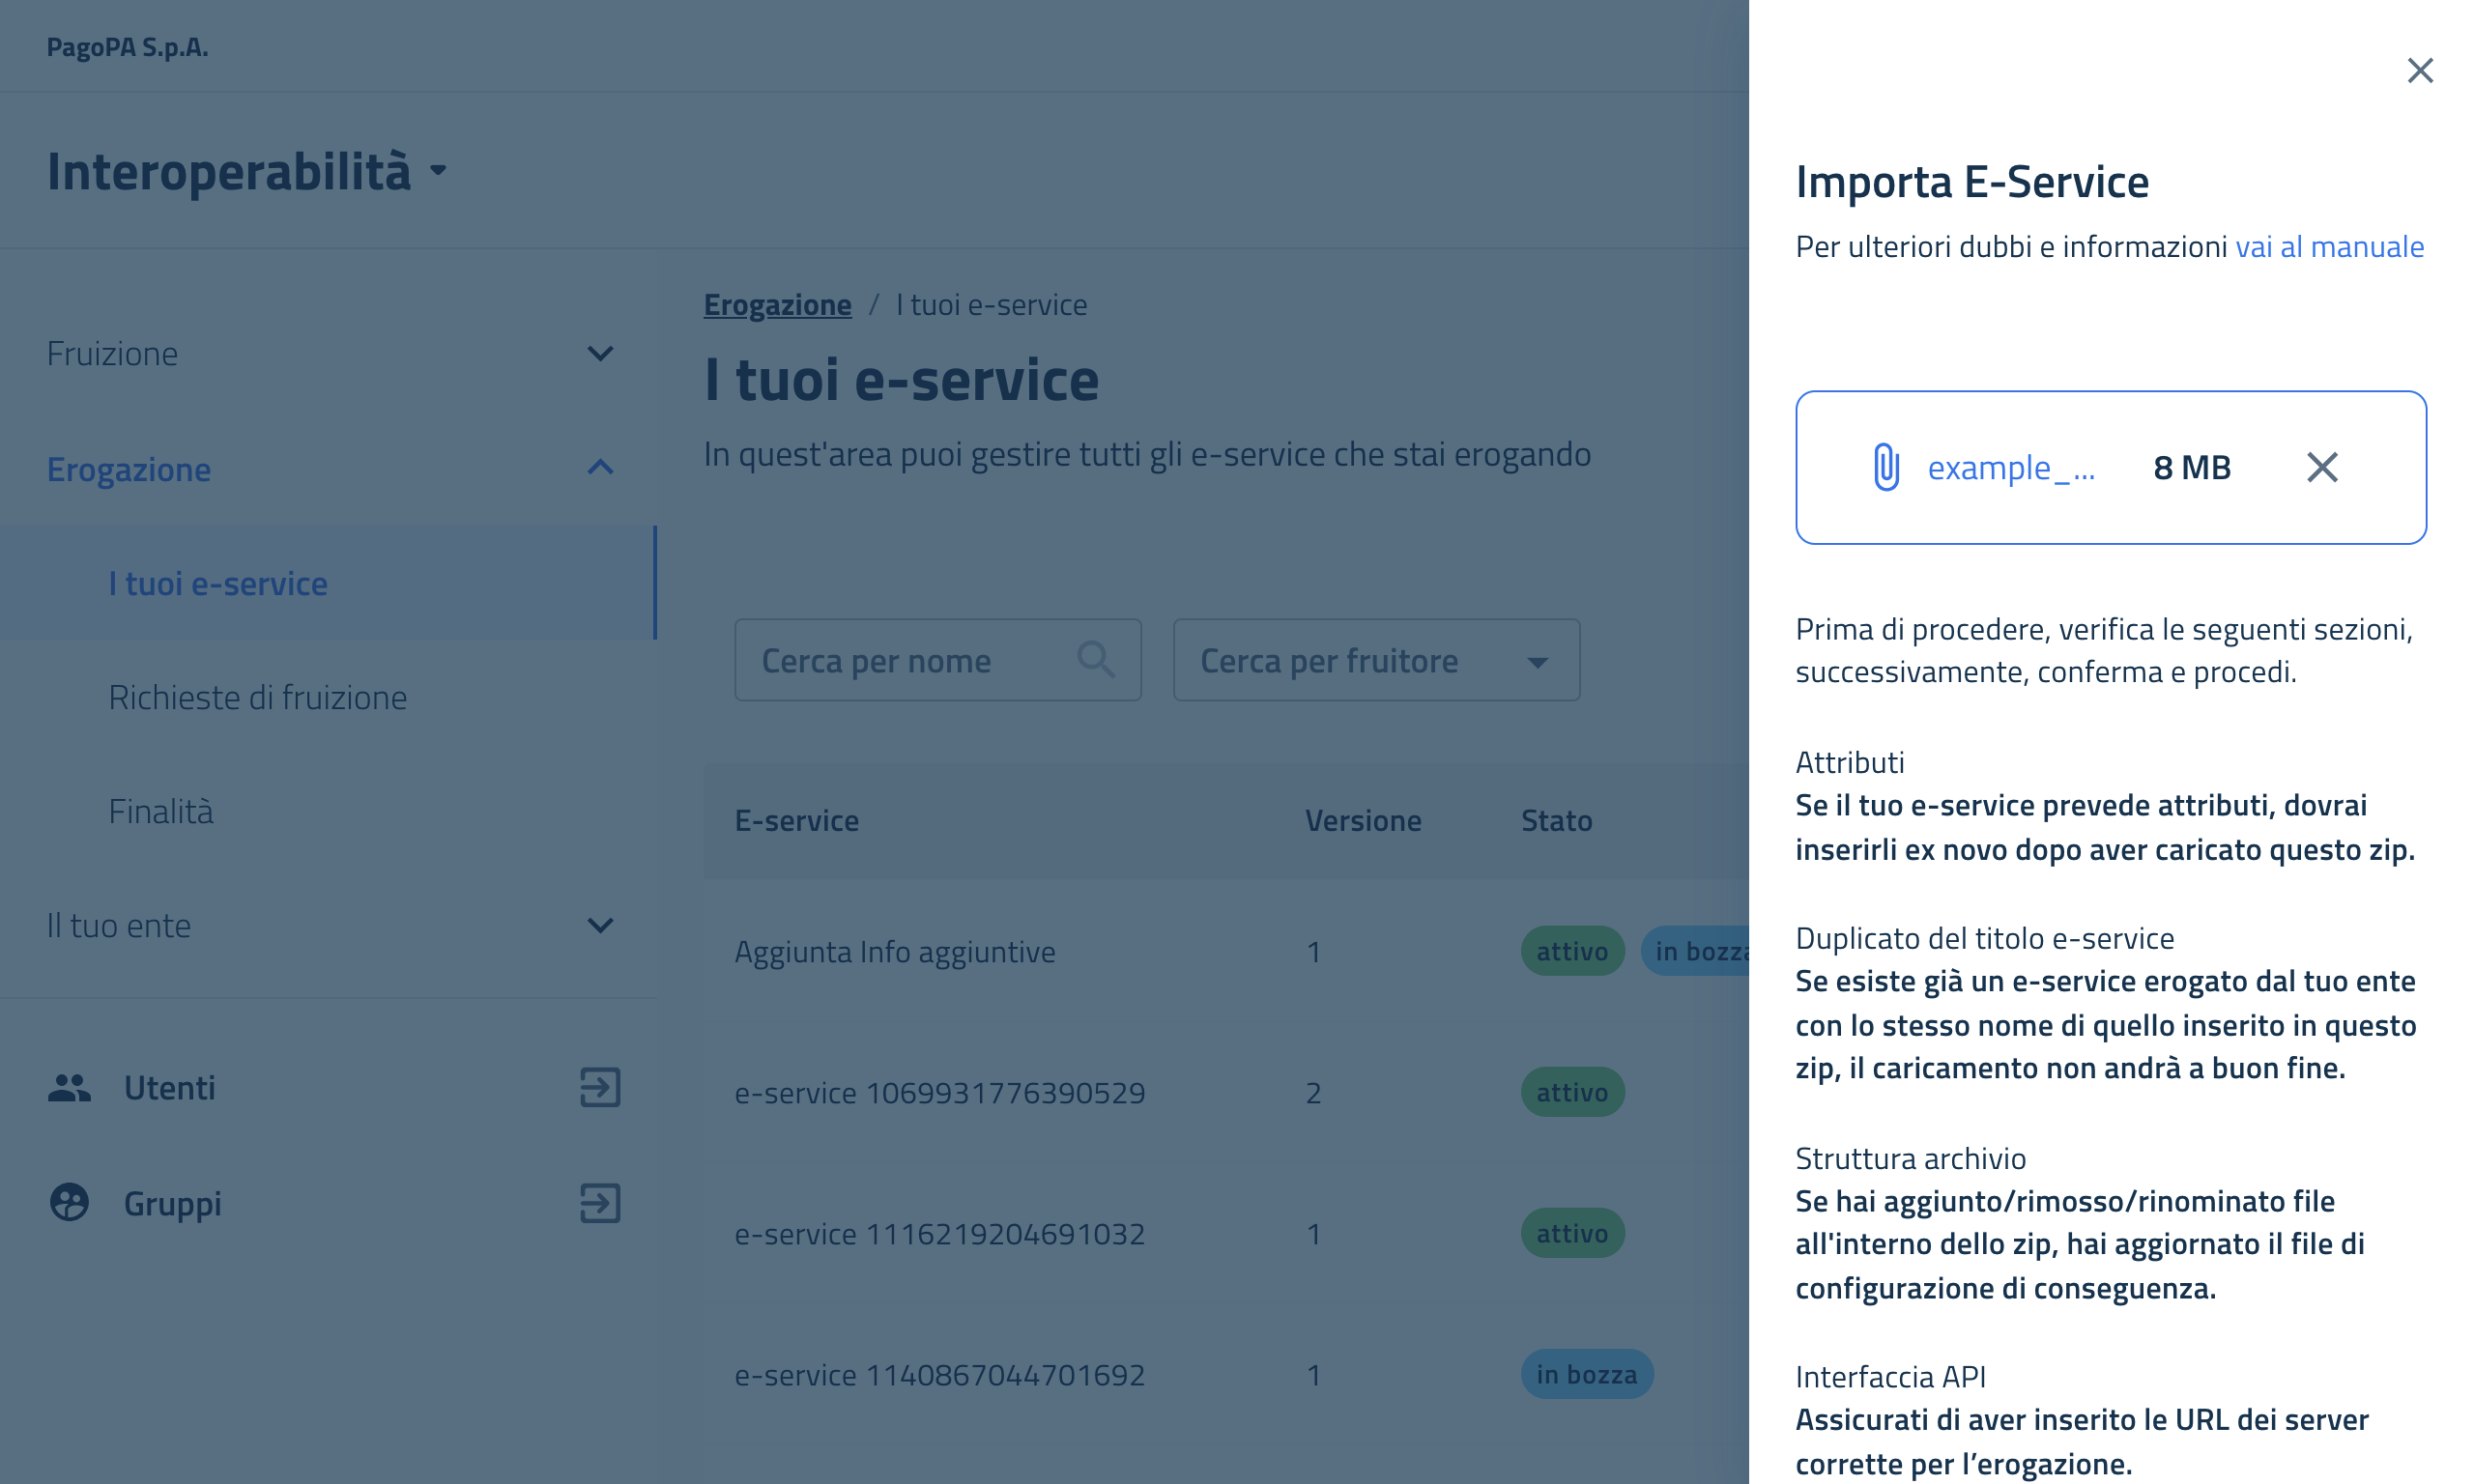 PagoPA S.p.A.
Interoperabilità
Fruizione
Erogazione
I tuoi e-service
Richieste di fruizione
Finalità
Il tuo ente
Utenti
Gruppi
Erogazione / I tuoi e-service
I tuoi e-service
In quest'area puoi gestire tutti gli e-service che stai erogando
Cerca per nome
Cerca per fruitore
E-service Versione Stato
Aggiunta Info aggiuntive 1 attivo in bozza
e-service 1069931776390529 2 attivo
e-service 1116219204691032 1 attivo
e-service 1140867044701692 1 in bozza
Importa E-Service
Per ulteriori dubbi e informazioni vai al manuale
example_... 8 MB
Prima di procedere, verifica le seguenti sezioni,
successivamente, conferma e procedi.
Attributi
Se il tuo e-service prevede attributi, dovrai
inserirli ex novo dopo aver caricato questo zip.
Duplicato del titolo e-service
Se esiste già un e-service erogato dal tuo ente
con lo stesso nome di quello inserito in questo
zip, il caricamento non andrà a buon fine.
Struttura archivio
Se hai aggiunto/rimosso/rinominato file
all'interno dello zip, hai aggiornato il file di
configurazione di conseguenza.
Interfaccia API
Assicurati di aver inserito le URL dei server
corrette per l’erogazione.